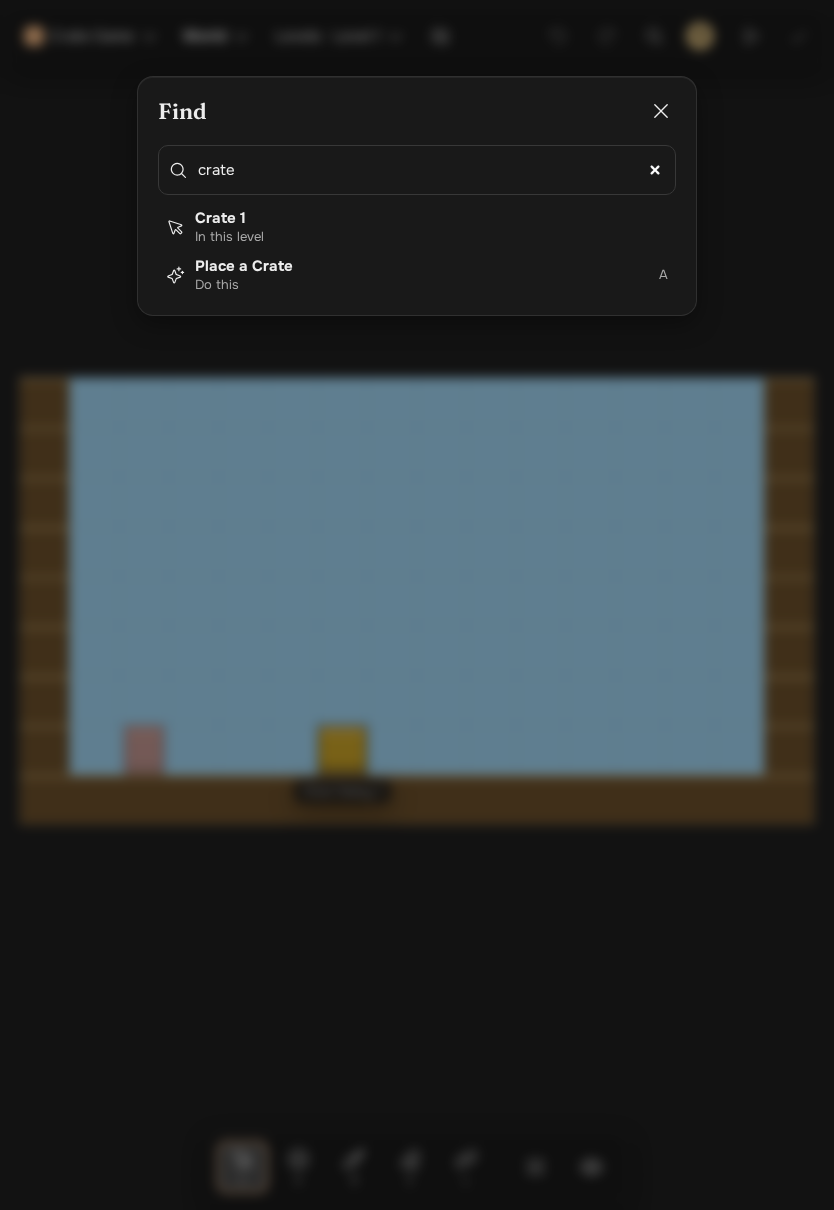 Find
crate
Crate 1
In this level
Place a Crate
Do this
A